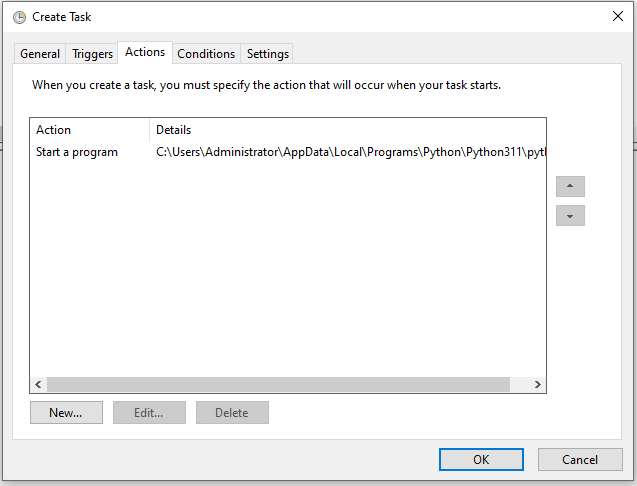 Create Task
General Triggers Actions Conditions Settings
When you create a task, you must specify the action that will occur when your task starts.
Action Details
Start a program C:\Users\Administrator\AppData\Local\Programs\Python\Python311\pyth
New... Edit... Delete
OK Cancel